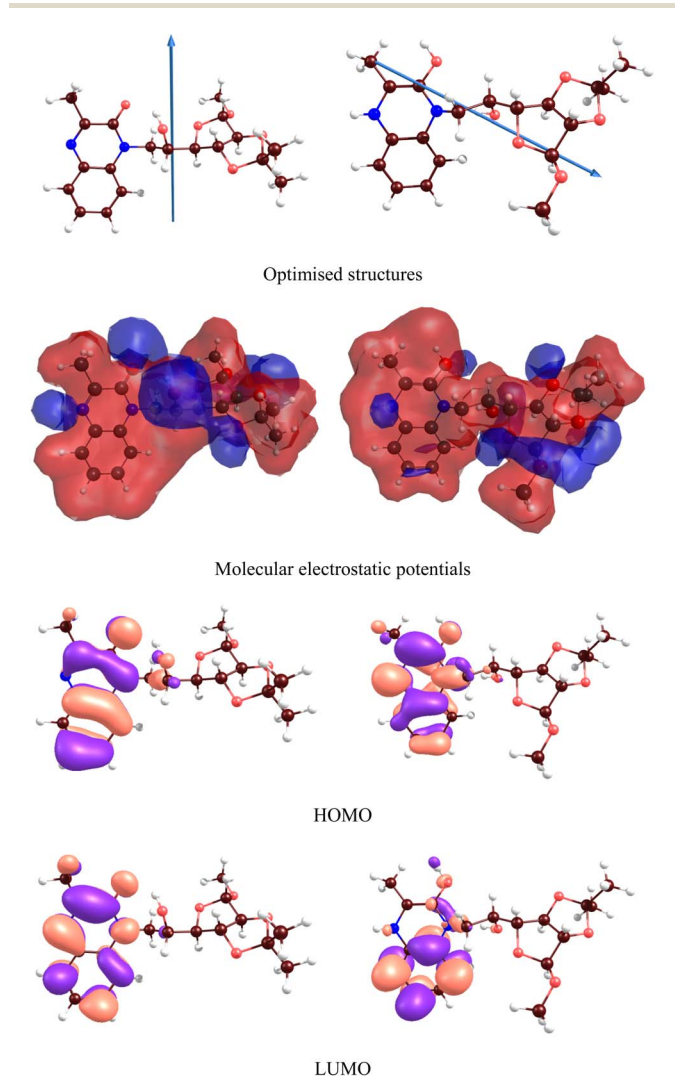 Optimised structures
Molecular electrostatic potentials
HOMO
LUMO